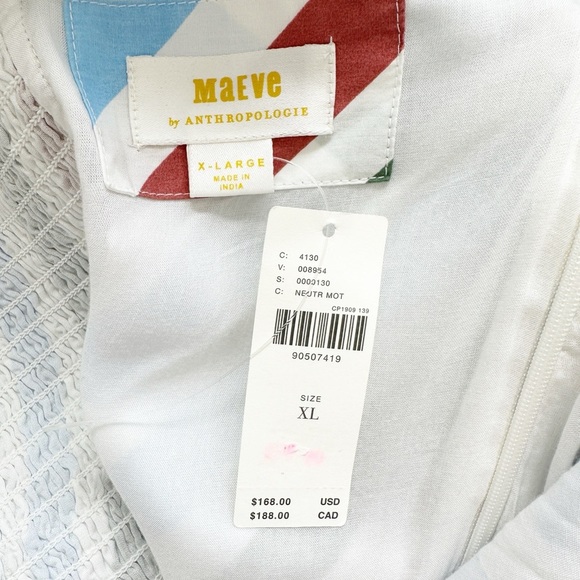 MaEVe
by ANTHROPOLOGIE
X-LARGE
MADE IN
INDIA
C: 4130
V: 008954
S: 0000130
C: NEUTR MOT
CP1909 139
90507419
SIZE
XL
$168.00 USD
$188.00 CAD